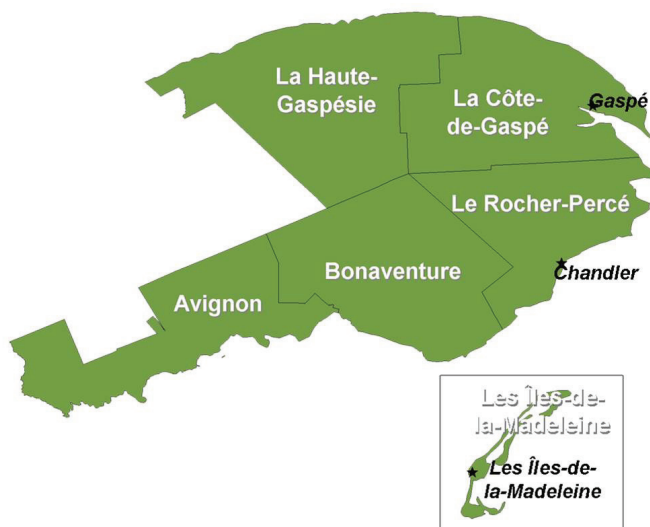 La Haute-
Gaspésie
La Côte-
de-Gaspé
Gaspé
Le Rocher-Percé
Chandler
Bonaventure
Avignon
Les Îles-de-
la-Madeleine
Les Îles-de-
la-Madeleine